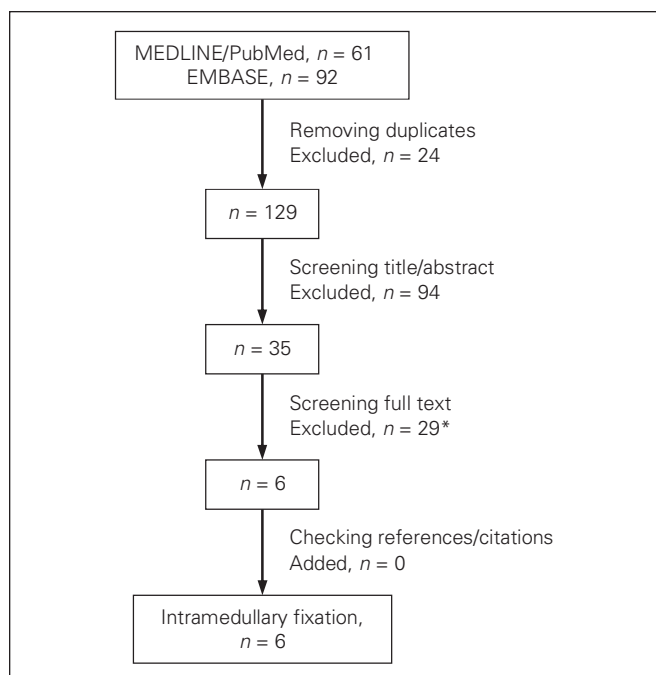 MEDLINE/PubMed, n = 61
EMBASE, n = 92
Removing duplicates
Excluded, n = 24
n = 129
Screening title/abstract
Excluded, n = 94
n = 35
Screening full text
Excluded, n = 29*
n = 6
Checking references/citations
Added, n = 0
Intramedullary fixation,
n = 6